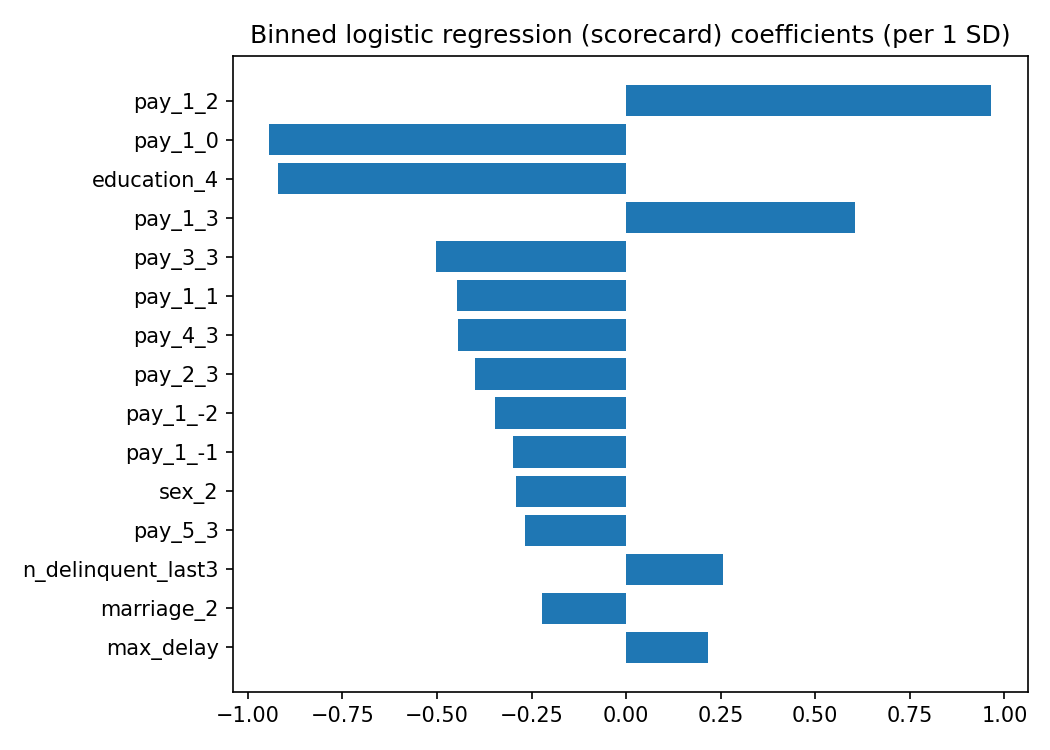 Binned logistic regression (scorecard) coefficients (per 1 SD)
pay_1_2
pay_1_0
education_4
pay_1_3
pay_3_3
pay_1_1
pay_4_3
pay_2_3
pay_1_-2
pay_1_-1
sex_2
pay_5_3
n_delinquent_last3
marriage_2
max_delay
−1.00 −0.75 −0.50 −0.25 0.00 0.25 0.50 0.75 1.00